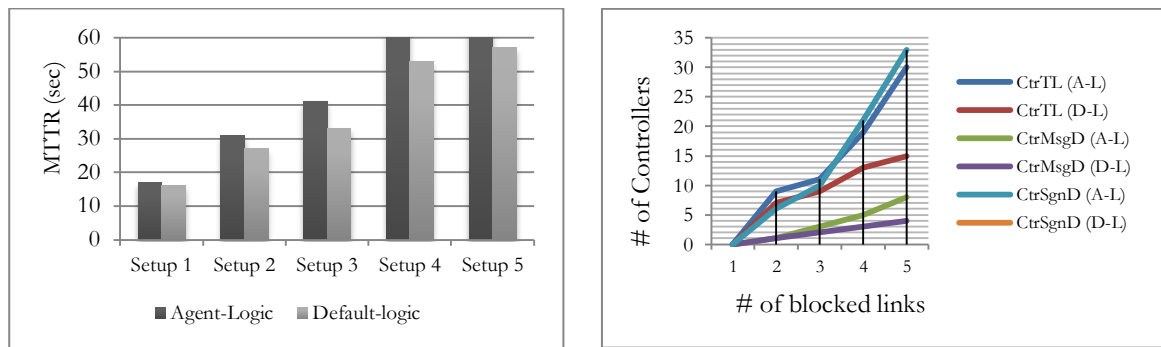 MTTR (sec)
60
50
40
30
20
10
0
Setup 1 Setup 2 Setup 3 Setup 4 Setup 5
Agent-Logic Default-logic
# of Controllers
35
30
25
20
15
10
5
0
1 2 3 4 5
# of blocked links
CtrTL (A-L)
CtrTL (D-L)
CtrMsgD (A-L)
CtrMsgD (D-L)
CtrSgnD (A-L)
CtrSgnD (D-L)